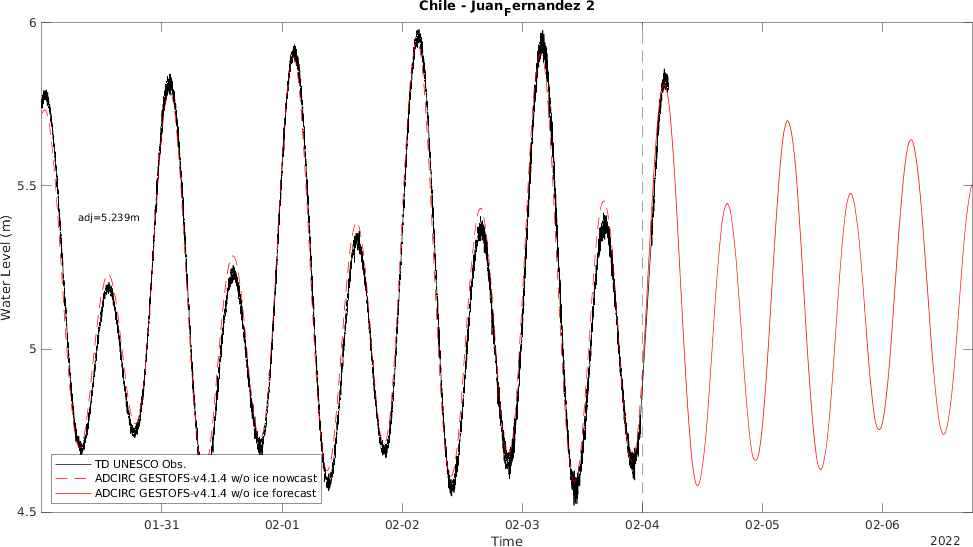 Chile - Juan_Fernandez 2
6
5.5
5
4.5
Water Level (m)
adj=5.239m
TD UNESCO Obs.
ADCIRC GESTOFS-v4.1.4 w/o ice nowcast
ADCIRC GESTOFS-v4.1.4 w/o ice forecast
01-31
02-01
02-02
02-03
02-04
02-05
02-06
Time
2022